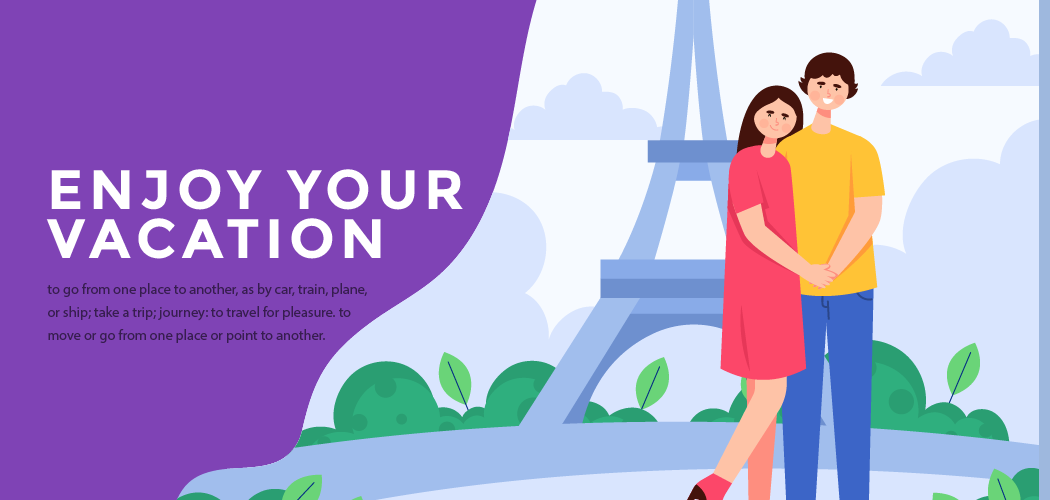 ENJOY YOUR
VACATION
to go from one place to another, as by car, train, plane,
or ship; take a trip; journey: to travel for pleasure. to
move or go from one place or point to another.